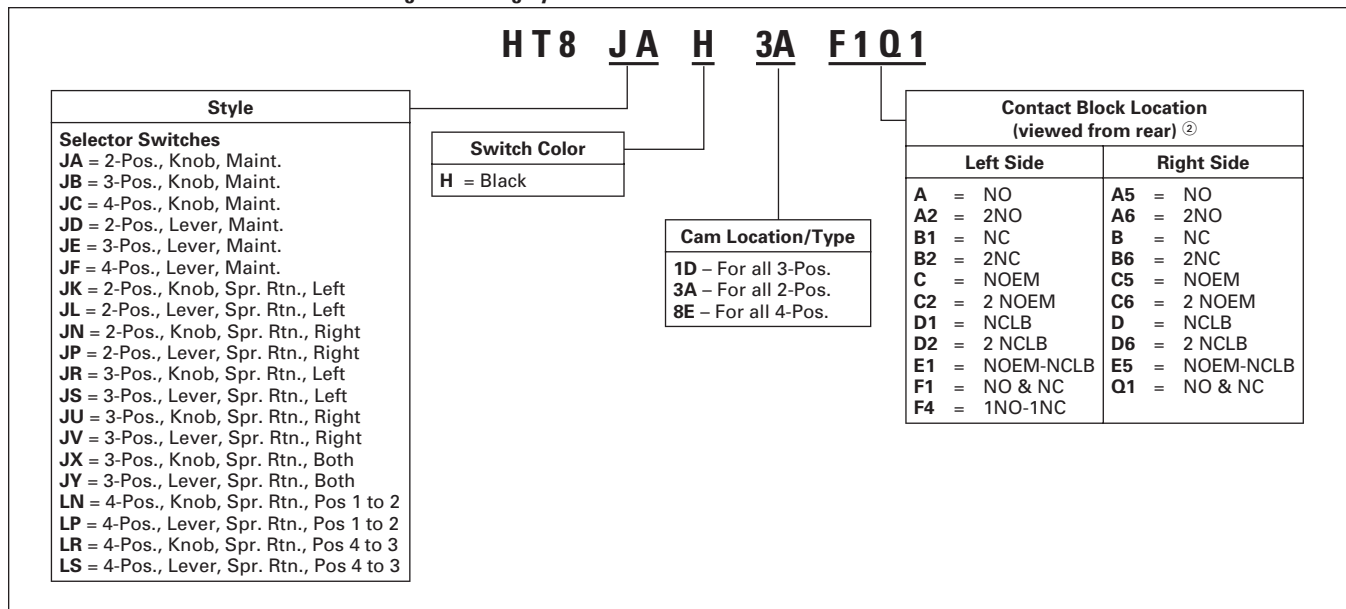 HT8 JA H 3A F1Q1
Style
Selector Switches
JA = 2-Pos., Knob, Maint.
JB = 3-Pos., Knob, Maint.
JC = 4-Pos., Knob, Maint.
JD = 2-Pos., Lever, Maint.
JE = 3-Pos., Lever, Maint.
JF = 4-Pos., Lever, Maint.
JK = 2-Pos., Knob, Spr. Rtn., Left
JL = 2-Pos., Lever, Spr. Rtn., Left
JN = 2-Pos., Knob, Spr. Rtn., Right
JP = 2-Pos., Lever, Spr. Rtn., Right
JR = 3-Pos., Knob, Spr. Rtn., Left
JS = 3-Pos., Lever, Spr. Rtn., Left
JU = 3-Pos., Knob, Spr. Rtn., Right
JV = 3-Pos., Lever, Spr. Rtn., Right
JX = 3-Pos., Knob, Spr. Rtn., Both
JY = 3-Pos., Lever, Spr. Rtn., Both
LN = 4-Pos., Knob, Spr. Rtn., Pos 1 to 2
LP = 4-Pos., Lever, Spr. Rtn., Pos 1 to 2
LR = 4-Pos., Knob, Spr. Rtn., Pos 4 to 3
LS = 4-Pos., Lever, Spr. Rtn., Pos 4 to 3
Switch Color
H = Black
Cam Location/Type
1D – For all 3-Pos.
3A – For all 2-Pos.
8E – For all 4-Pos.
Contact Block Location
(viewed from rear) ②
Left Side Right Side
A = NO A5 = NO
A2 = 2NO A6 = 2NO
B1 = NC B = NC
B2 = 2NC B6 = 2NC
C = NOEM C5 = NOEM
C2 = 2 NOEM C6 = 2 NOEM
D1 = NCLB D = NCLB
D2 = 2 NCLB D6 = 2 NCLB
E1 = NOEM-NCLB E5 = NOEM-NCLB
F1 = NO & NC Q1 = NO & NC
F4 = 1NO-1NC